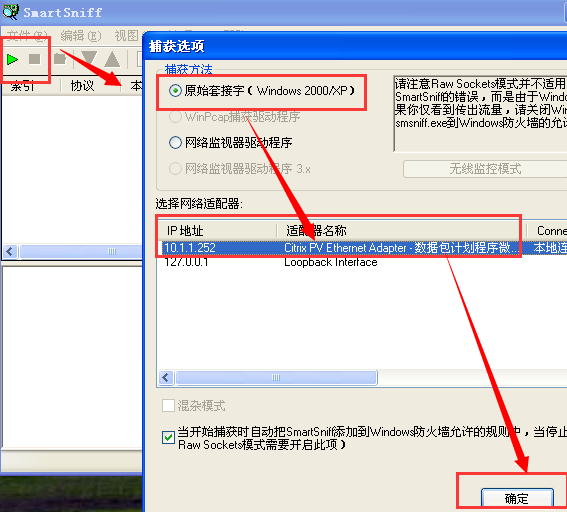 SmartSniff
文件(F) 编辑(E) 视图
索引 协议 本
捕获选项
捕获方法
原始套接字(Windows 2000/XP)
WinPcap捕获驱动程序
网络监视器驱动程序
网络监视器驱动程序 3.x
请注意Raw Sockets模式并不适用
SmartSniff的错误，而是由于Window
果你仅看到传出流量，请关闭Win
smsniff.exe到Windows防火墙的允
无线监控模式
选择网络适配器:
IP 地址 适配器名称 Conne
10.1.1.252 Citrix PV Ethernet Adapter - 数据包计划程序微... 本地连
127.0.0.1 Loopback Interface
混杂模式
当开始捕获时自动把SmartSniff添加到Windows防火墙允许的规则中，当停止
Raw Sockets模式需要开启此项)
确定